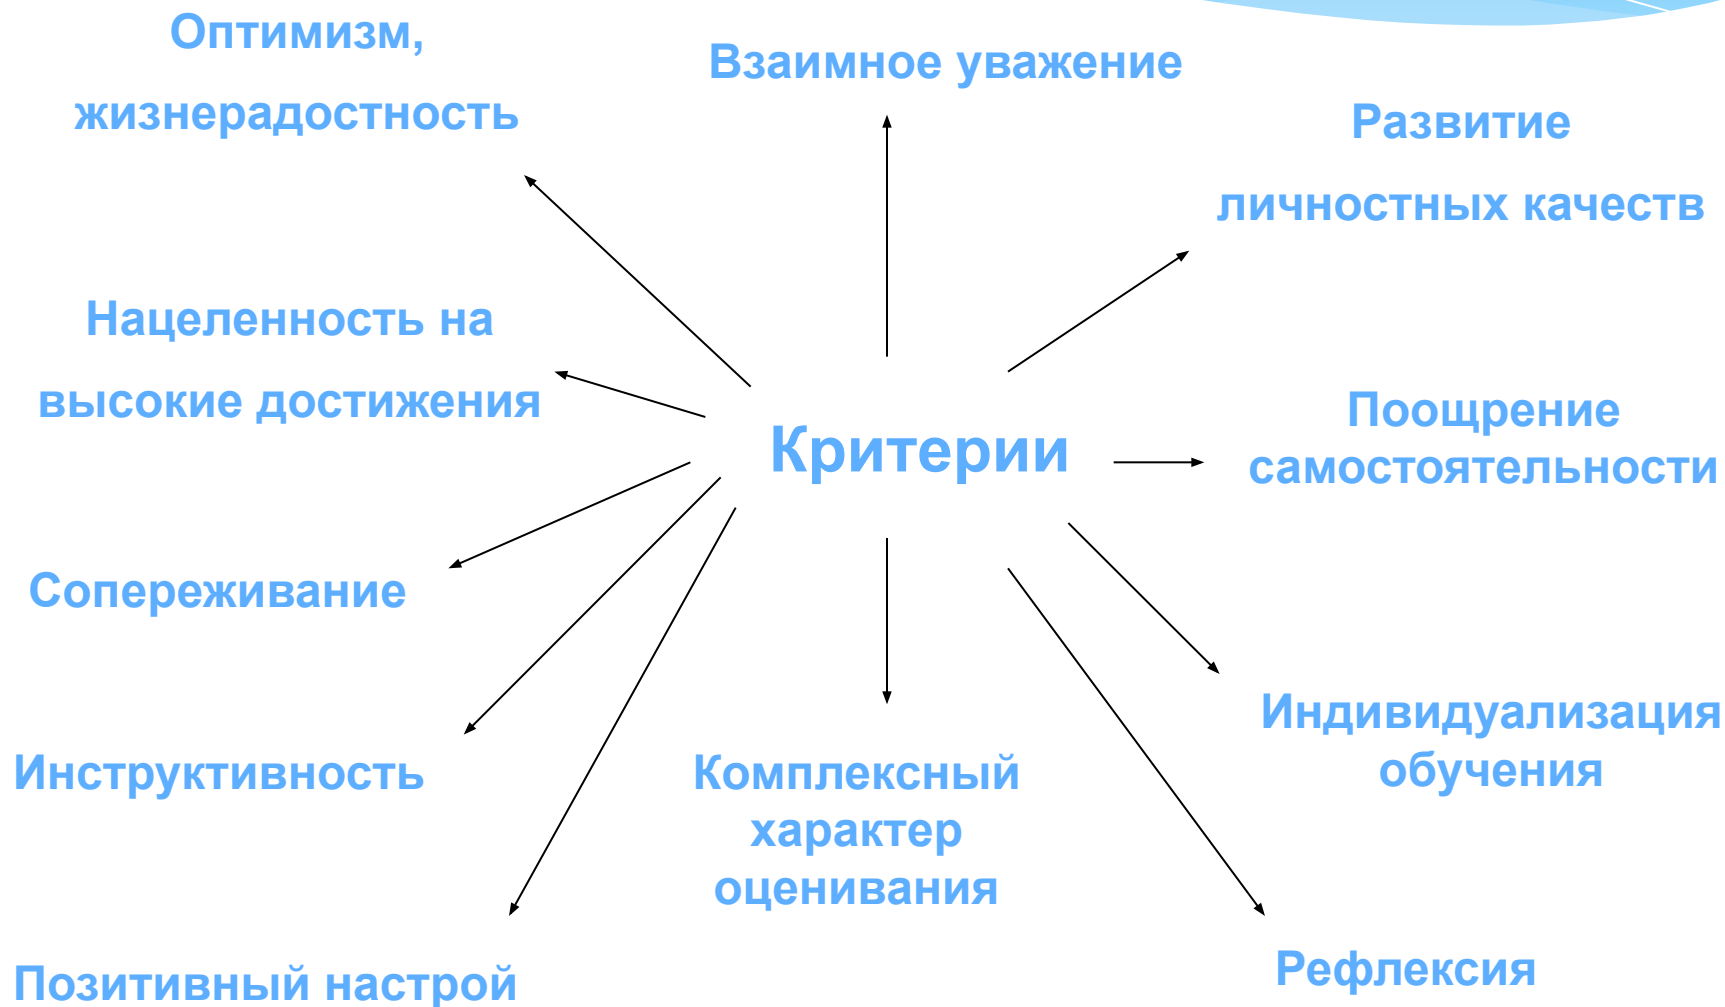 Оптимизм,
жизнерадостность
Взаимное уважение
Развитие
личностных качеств
Нацеленность на
высокие достижения
Критерии
Поощрение
самостоятельности
Сопереживание
Инструктивность
Комплексный
характер
оценивания
Индивидуализация
обучения
Позитивный настрой
Рефлексия